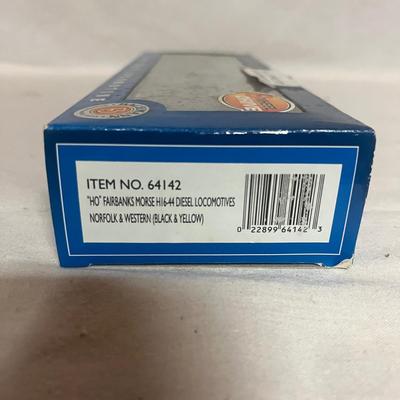 ITEM NO. 64142
"HO" FAIRBANKS MORSE H16-44 DIESEL LOCOMOTIVES
NORFOLK & WESTERN (BLACK & YELLOW)
0 22899 64142 3